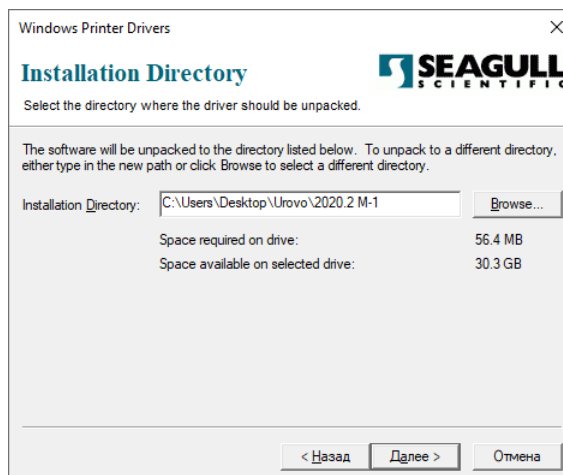 Windows Printer Drivers
Installation Directory
SEAGULL
SCIENTIFIC
Select the directory where the driver should be unpacked.
The software will be unpacked to the directory listed below. To unpack to a different directory,
either type in the new path or click Browse to select a different directory.
Installation Directory: C:\Users\Desktop\Urovo\2020.2 M-1 Browse...
Space required on drive: 56.4 MB
Space available on selected drive: 30.3 GB
< Назад Далее > Отмена